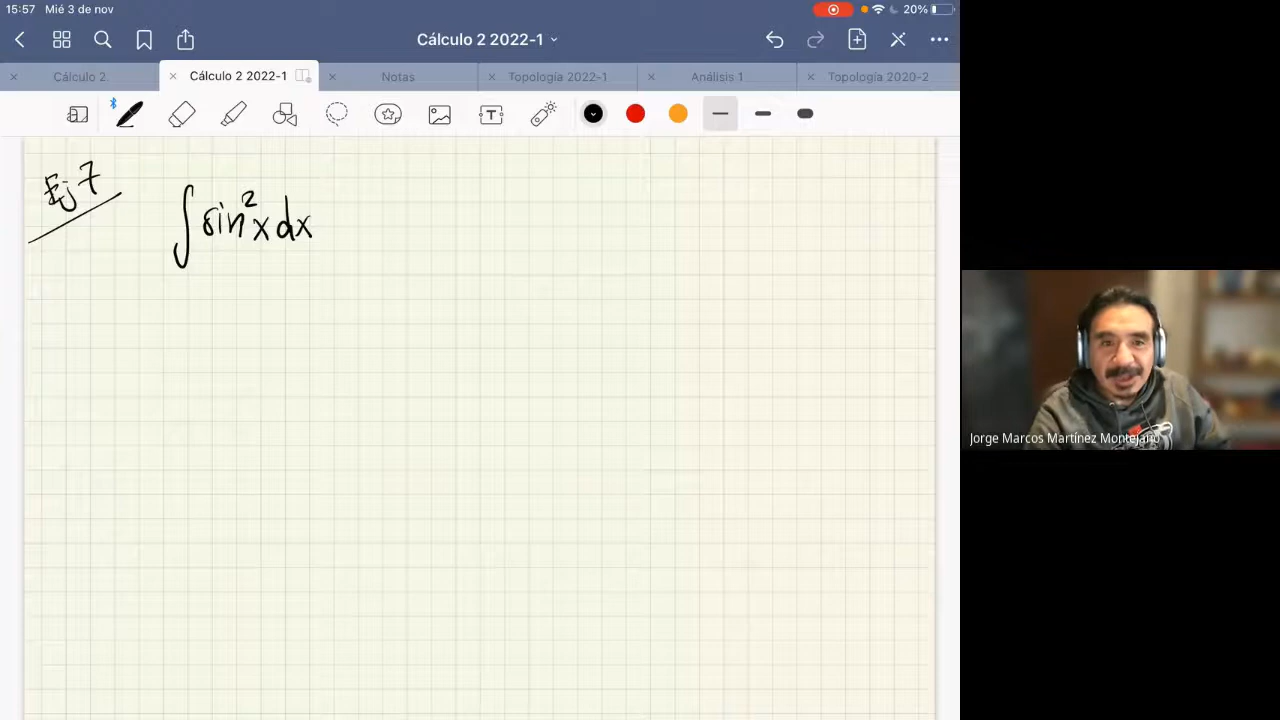 15:57 Mié 3 de nov
20%
Cálculo 2 2022-1
Cálculo 2.
Cálculo 2 2022-1
Notas
Topología 2022-1
Análisis 1
Topología 2020-2
T
Ej 7
∫ sin²x dx
Jorge Marcos Martínez Montejano